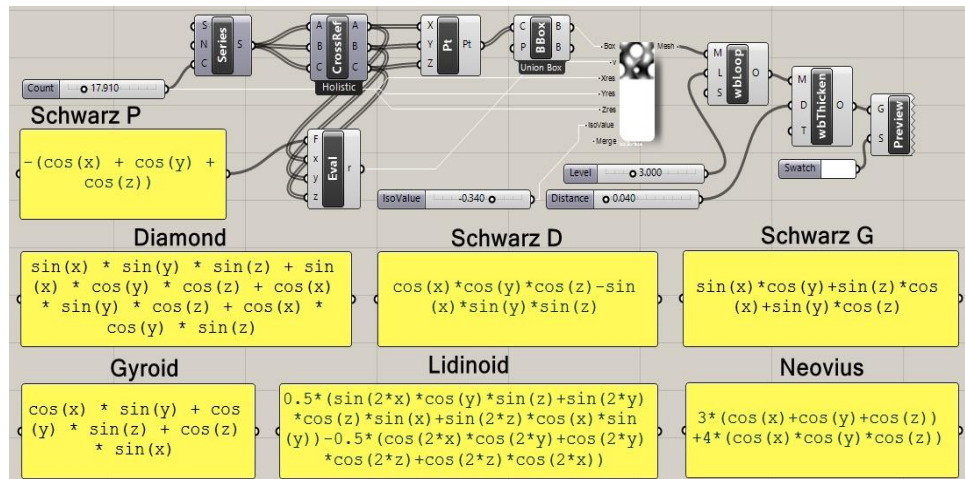 S
N
C
Series
S
A
B
C
CrossRef
A
B
C
Holistic
X
Y
Z
Pt
Pt
C
P
BBox
B
B
Union Box
Box
V
Xres
Yres
Zres
IsoValue
Merge
Mesh
M
L
S
wbLoop
O
M
D
T
wbThicken
O
G
S
Preview
Count 17.910
F
x
y
z
Eval
r
Level 3.000
Swatch
IsoValue -0.340
Distance 0.040
Schwarz P
-(cos(x) + cos(y) +
cos(z))
Diamond
sin(x) * sin(y) * sin(z) + sin
(x) * cos(y) * cos(z) + cos(x)
* sin(y) * cos(z) + cos(x) *
cos(y) * sin(z)
Schwarz D
cos(x)*cos(y)*cos(z)-sin
(x)*sin(y)*sin(z)
Schwarz G
sin(x)*cos(y)+sin(z)*cos
(x)+sin(y)*cos(z)
Gyroid
cos(x) * sin(y) + cos
(y) * sin(z) + cos(z)
* sin(x)
Lidinoid
0.5*(sin(2*x)*cos(y)*sin(z)+sin(2*y)
*cos(z)*sin(x)+sin(2*z)*cos(x)*sin
(y))-0.5*(cos(2*x)*cos(2*y)+cos(2*y)
*cos(2*z)+cos(2*z)*cos(2*x))
Neovius
3*(cos(x)+cos(y)+cos(z))
+4*(cos(x)*cos(y)*cos(z))